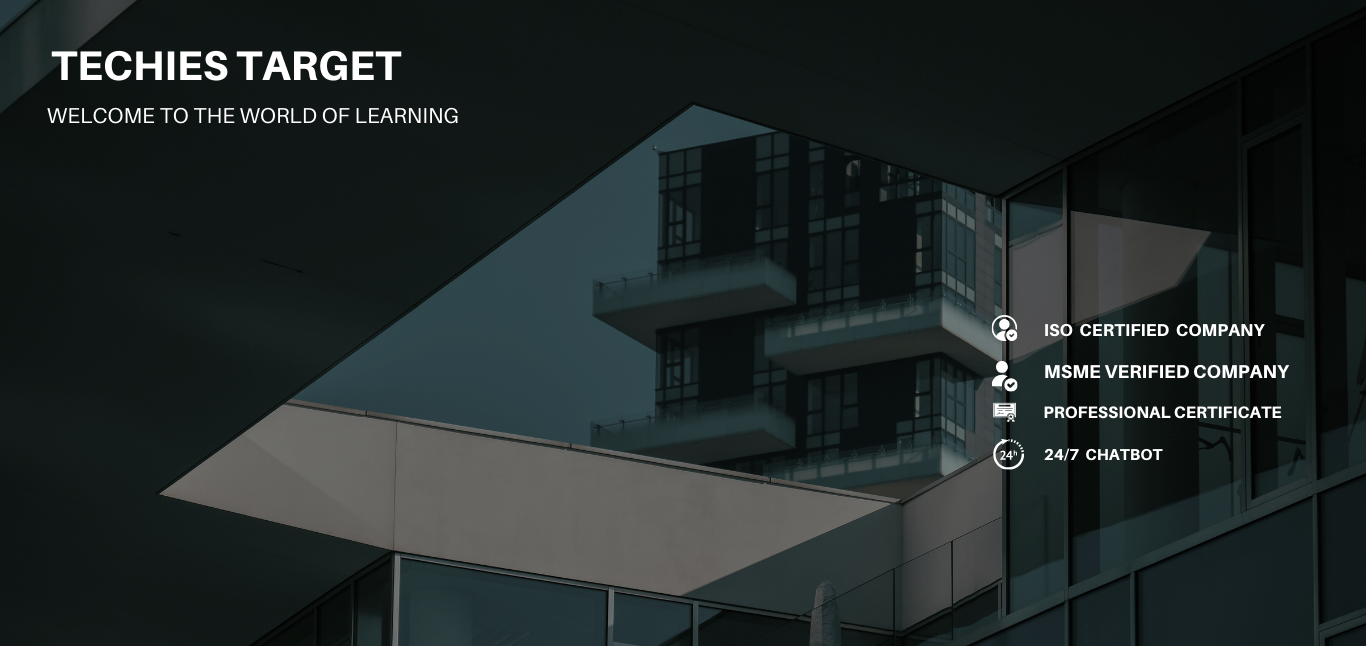 TECHIES TARGET
WELCOME TO THE WORLD OF LEARNING
ISO CERTIFIED COMPANY
MSME VERIFIED COMPANY
PROFESSIONAL CERTIFICATE
24h
24/7 CHATBOT